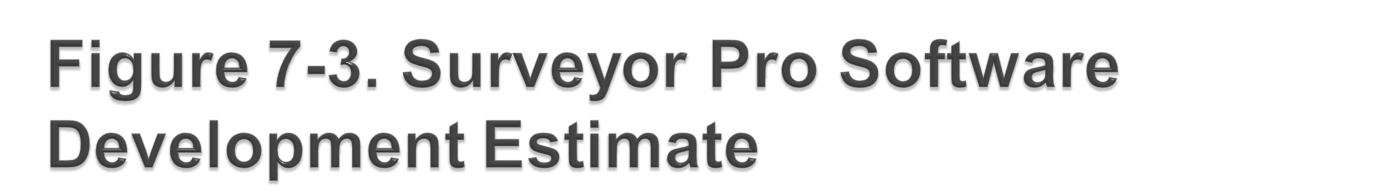 Figure 7-3. Surveyor Pro Software
Development Estimate